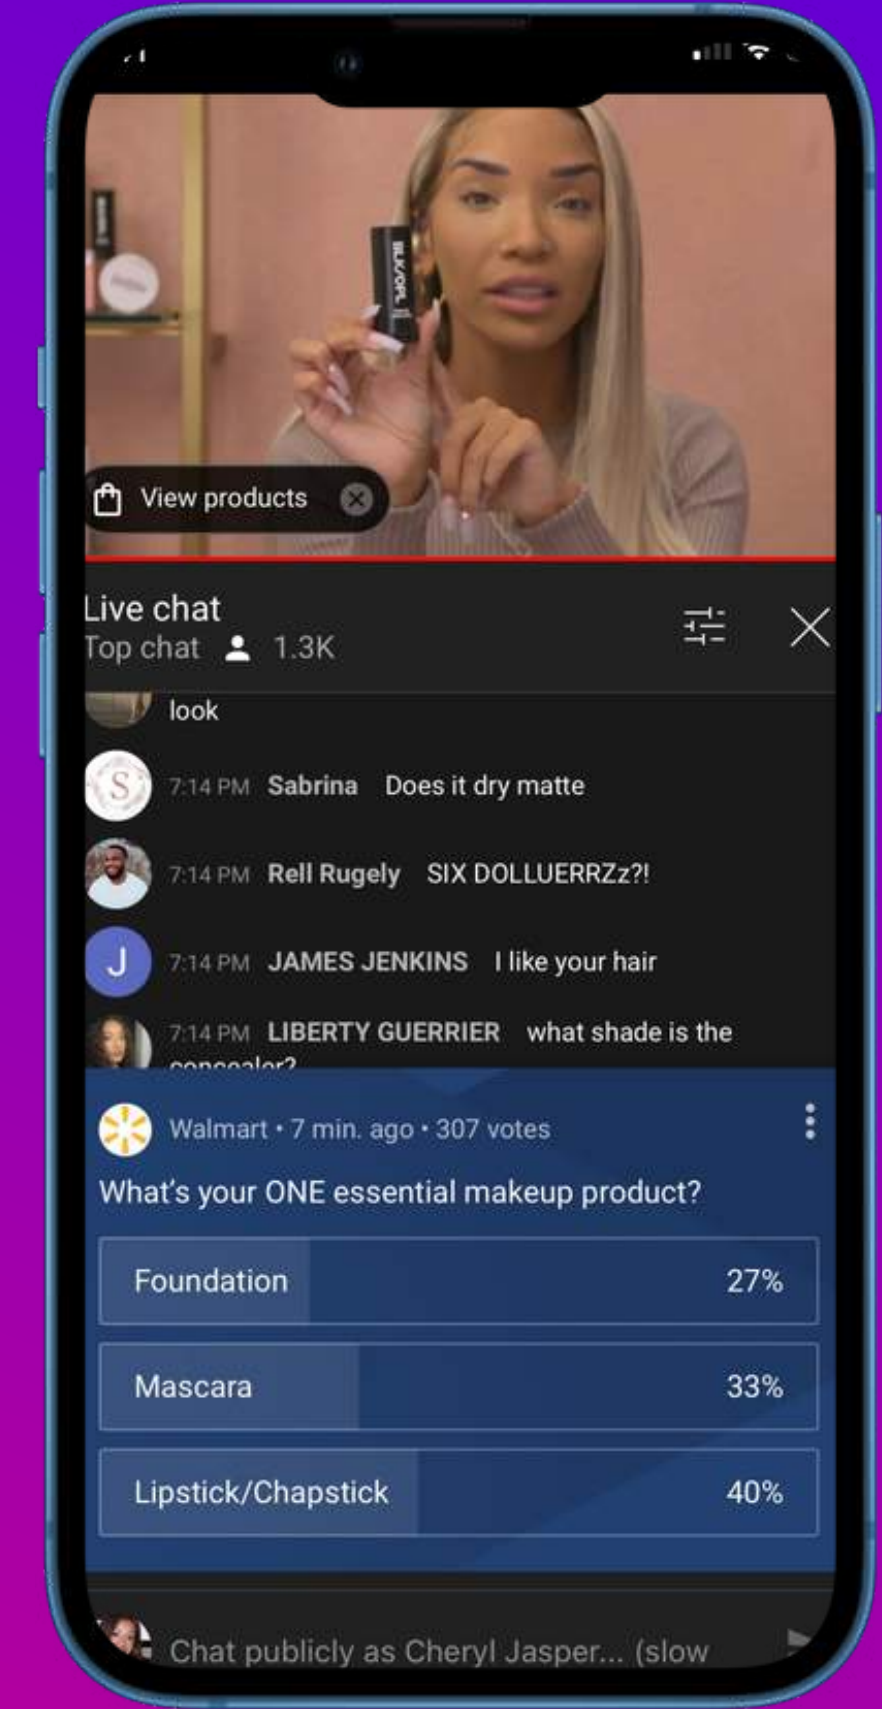 BLK/OPL
View products
Live chat
Top chat 1.3K
look
S 7:14 PM Sabrina Does it dry matte
7:14 PM Rell Rugely SIX DOLLUERRZz?!
J 7:14 PM JAMES JENKINS I like your hair
7:14 PM LIBERTY GUERRIER what shade is the
concealer?
Walmart • 7 min. ago • 307 votes
What's your ONE essential makeup product?
Foundation 27%
Mascara 33%
Lipstick/Chapstick 40%
Chat publicly as Cheryl Jasper... (slow